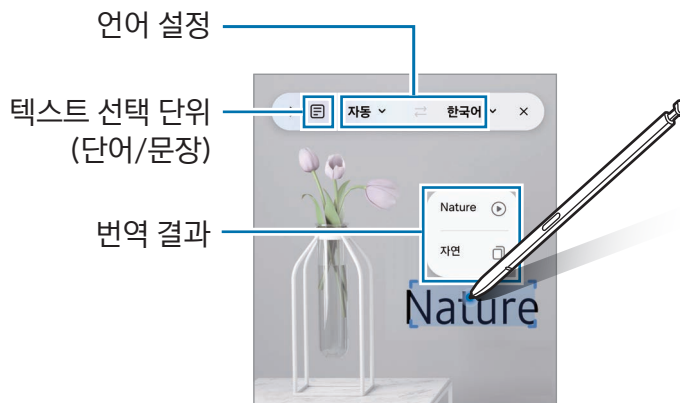 언어 설정
텍스트 선택 단위
(단어/문장)
번역 결과
자동 한국어
Nature
자연
Nature